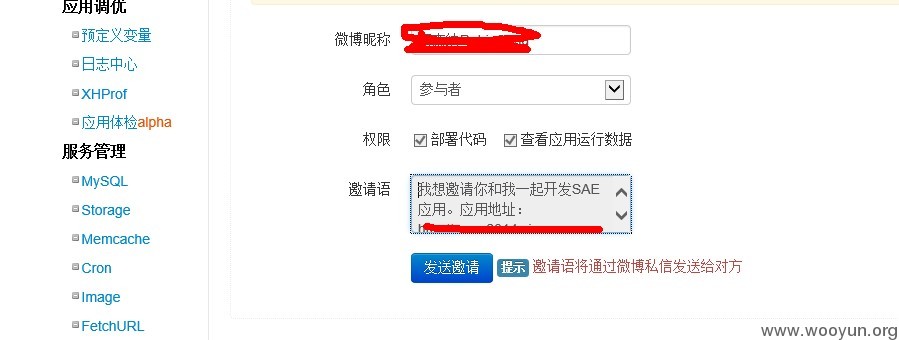 应用调优
预定义变量
日志中心
XHProf
应用体检alpha
服务管理
MySQL
Storage
Memcache
Cron
Image
FetchURL
微博昵称
角色 参与者
权限 部署代码 查看应用运行数据
邀请语 我想邀请你和我一起开发SAE
应用。应用地址：
发送邀请 提示 邀请语将通过微博私信发送给对方
www.wooyun.org